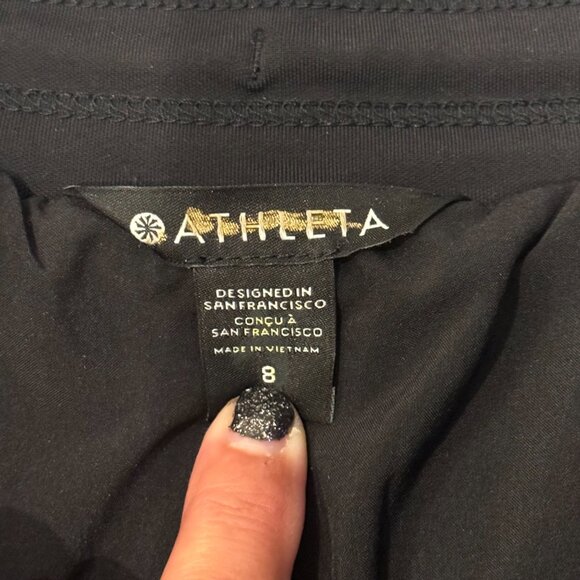 ATHLETA
DESIGNED IN
SAN FRANCISCO
CONÇU À
SAN FRANCISCO
MADE IN VIETNAM
8